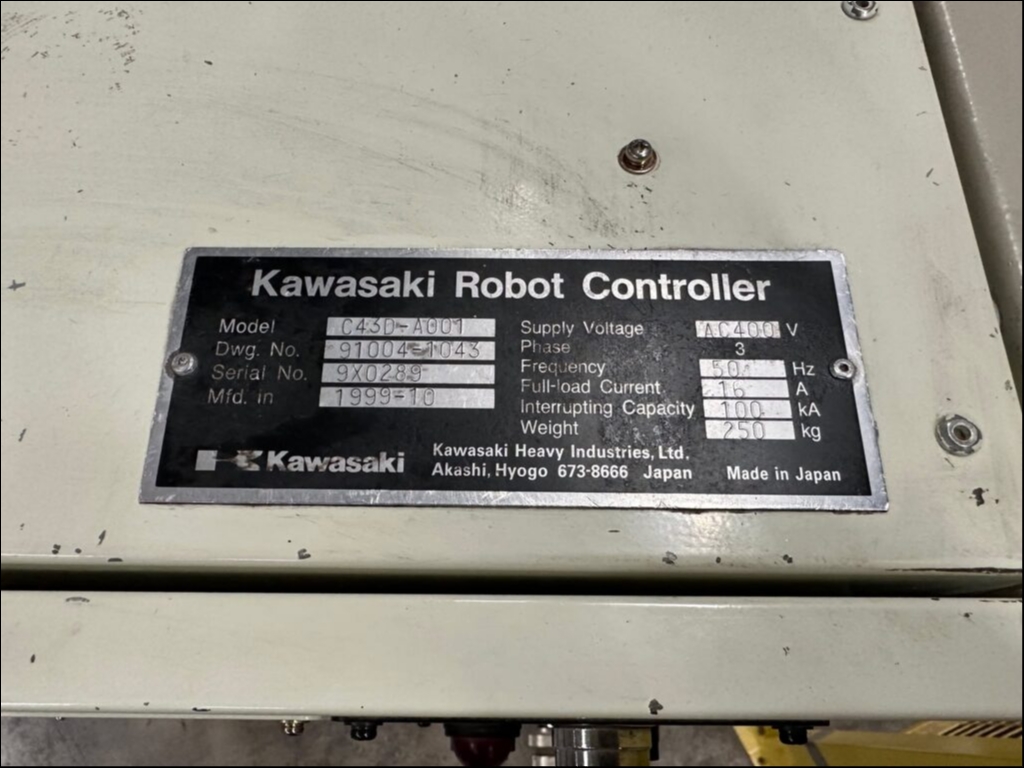 Kawasaki Robot Controller
Model C43D-A001
Dwg. No. 91004-1043
Serial No. 9X0289
Mfd. in 1999-10
Supply Voltage AC400 V
Phase 3
Frequency 50 Hz
Full-load Current 16 A
Interrupting Capacity 100 kA
Weight 250 kg
Kawasaki
Kawasaki Heavy Industries, Ltd.
Akashi, Hyogo 673-8666 Japan
Made in Japan